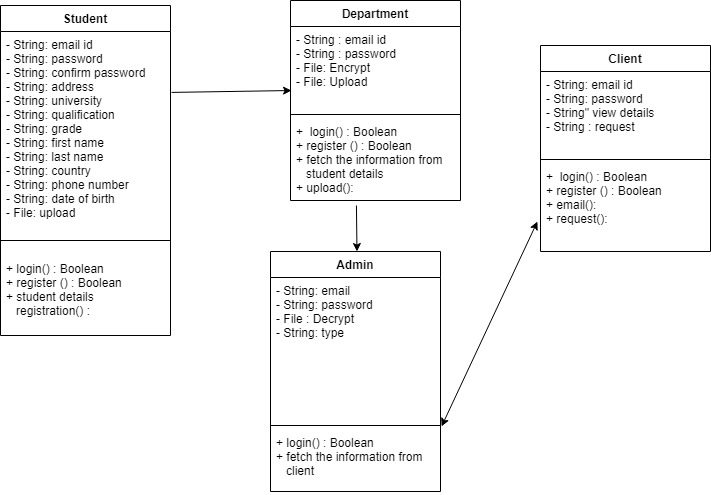 Student
- String: email id
- String: password
- String: confirm password
- String: address
- String: university
- String: qualification
- String: grade
- String: first name
- String: last name
- String: country
- String: phone number
- String: date of birth
- File: upload
+ login() : Boolean
+ register () : Boolean
+ student details
registration() :
Department
- String : email id
- String : password
- File: Encrypt
- File: Upload
+ login() : Boolean
+ register () : Boolean
+ fetch the information from
student details
+ upload():
Admin
- String: email
- String: password
- File : Decrypt
- String: type
+ login() : Boolean
+ fetch the information from
client
Client
- String: email id
- String: password
- String" view details
- String : request
+ login() : Boolean
+ register () : Boolean
+ email():
+ request():